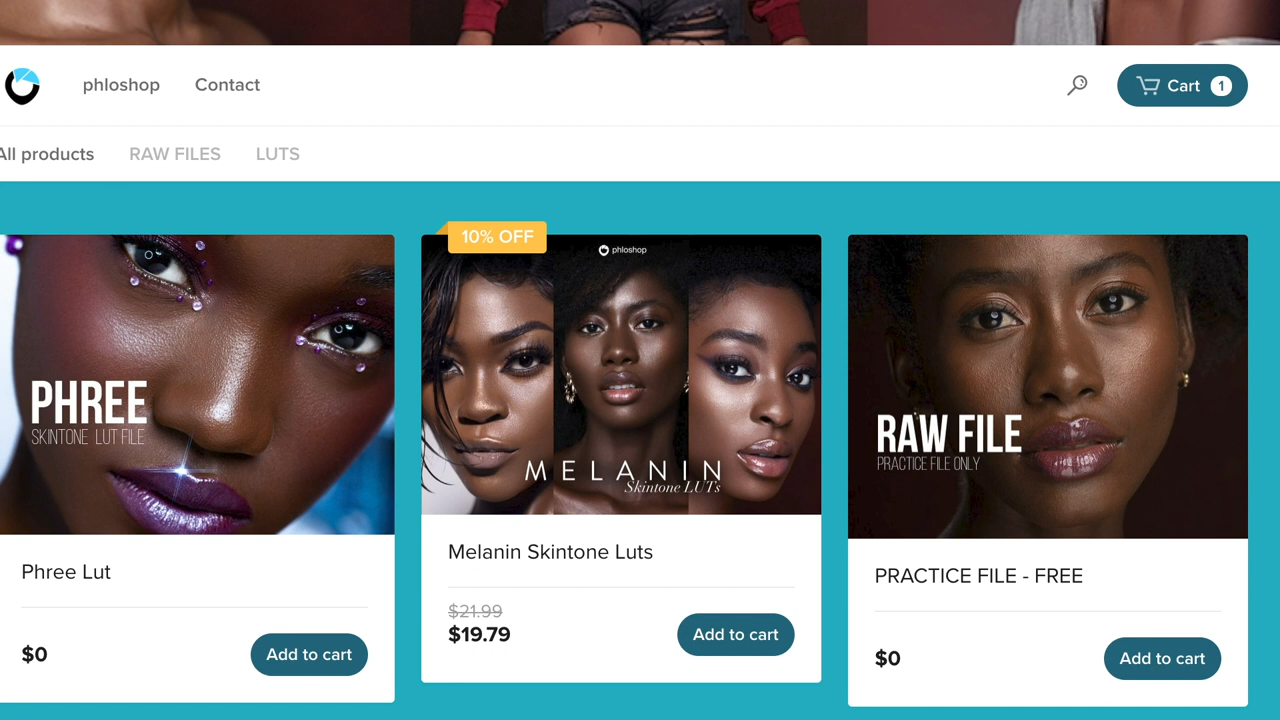 phloshop
Contact
Cart 1
All products
RAW FILES
LUTS
PHREE
SKINTONE LUT FILE
Phree Lut
$0
Add to cart
10% OFF
phloshop
MELANIN
Skintone LUTs
Melanin Skintone Luts
$21.99
$19.79
Add to cart
RAW FILE
PRACTICE FILE ONLY
PRACTICE FILE - FREE
$0
Add to cart